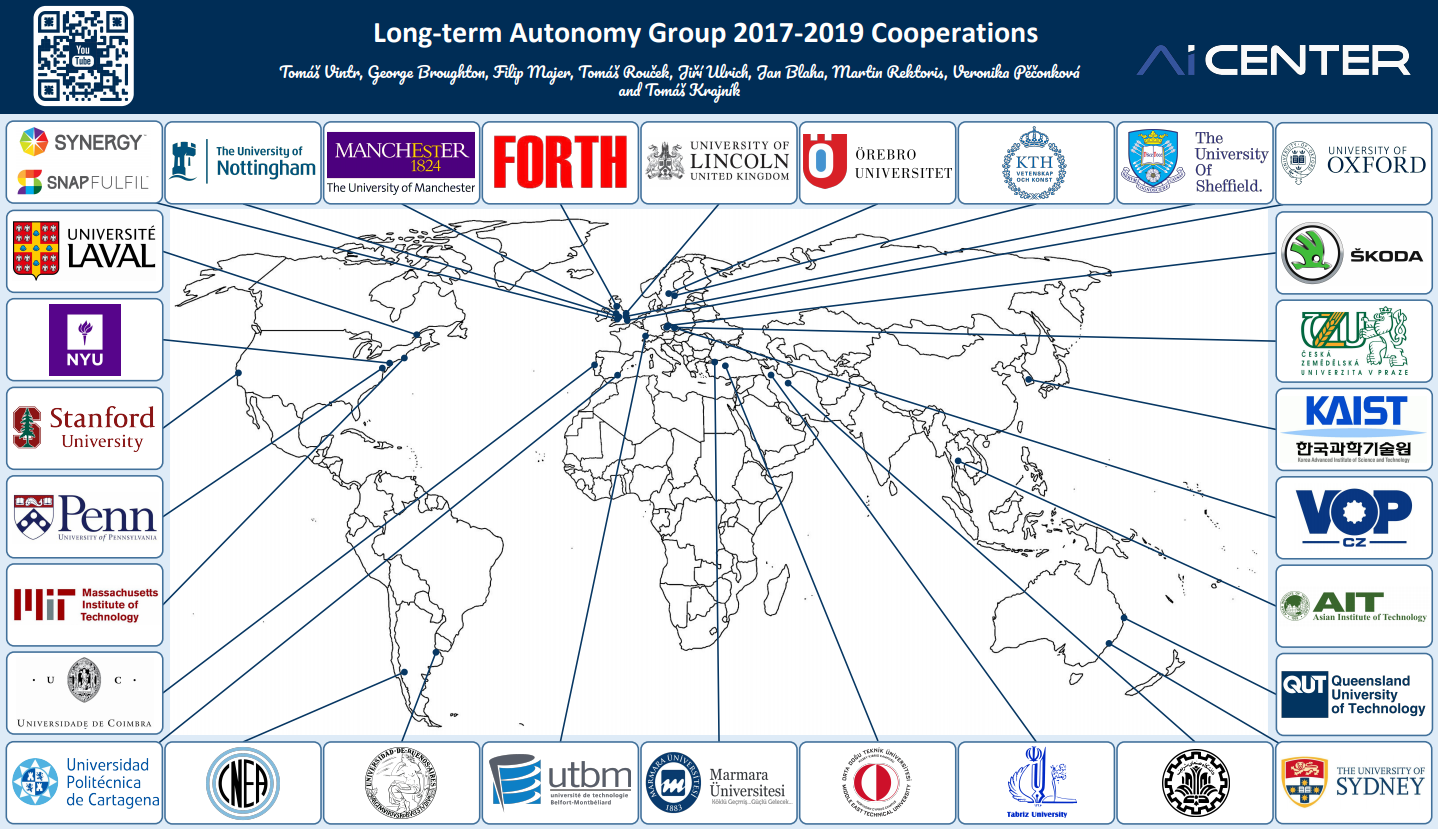 You
Tube
Long-term Autonomy Group 2017-2019 Cooperations
Tomáš Vintr, George Broughton, Filip Majer, Tomáš Rouček, Jiří Ulrich, Jan Blaha, Martin Rektoris, Veronika Pěčonková
and Tomáš Krajník
Ai CENTER
SYNERGY
SNAPFULFIL
The University of
Nottingham
MANCHESTER
1824
The University of Manchester
FORTH
UNIVERSITY OF
LINCOLN
UNITED KINGDOM
ÖREBRO
UNIVERSITET
KTH
VETENSKAP
OCH KONST
The
University
Of
Sheffield.
UNIVERSITY OF
OXFORD
UNIVERSITÉ
LAVAL
ŠKODA
NYU
ČZU
ČESKÁ
ZEMĚDĚLSKÁ
UNIVERZITA V PRAZE
Stanford
University
KAIST
한국과학기술원
Korea Advanced Institute of Science and Technology
Penn
UNIVERSITY of PENNSYLVANIA
VOP
CZ
MIT
Massachusetts
Institute of
Technology
AIT
Asian Institute of Technology
· U C ·
UNIVERSIDADE DE COIMBRA
QUT
Queensland
University
of Technology
Universidad
Politécnica
de Cartagena
CNEA
utbm
université de technologie
Belfort-Montbéliard
MARMARA ÜNİVERSİTESİ
1883
Marmara
Üniversitesi
Köklü Geçmiş...Güçlü Gelecek...
ORTA DOĞU TEKNİK ÜNİVERSİTESİ
MIDDLE EAST TECHNICAL UNIVERSITY
Tabriz University
THE UNIVERSITY OF
SYDNEY